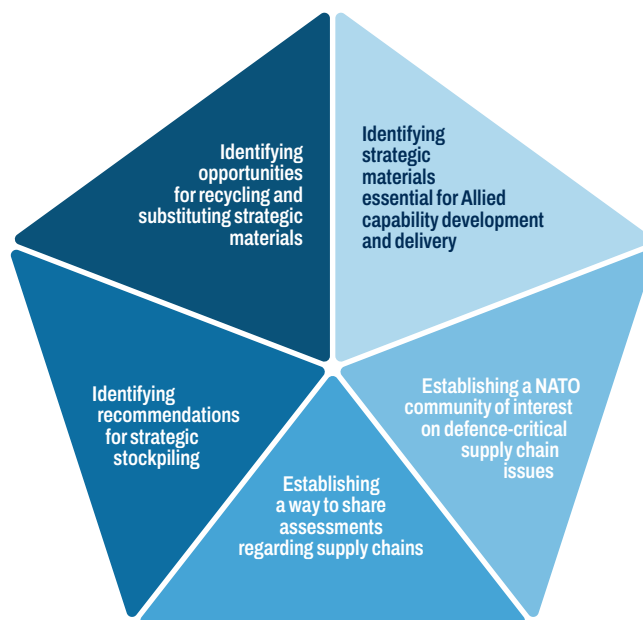 Identifying
strategic
materials
essential for Allied
capability development
and delivery
Establishing a NATO
community of interest
on defence-critical
supply chain
issues
Establishing
a way to share
assessments
regarding supply chains
Identifying
recommendations
for strategic
stockpiling
Identifying
opportunities
for recycling and
substituting strategic
materials